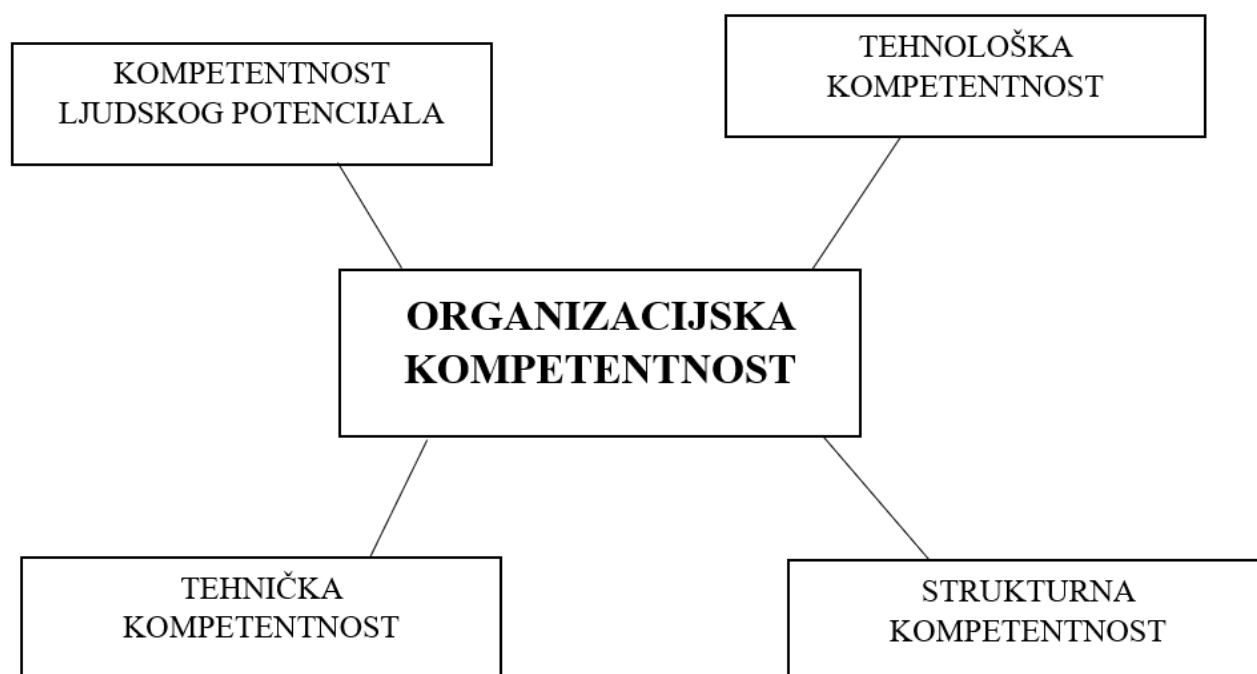 KOMPETENTNOST
LJUDSKOG POTENCIJALA
TEHNOLOŠKA
KOMPETENTNOST
ORGANIZACIJSKA
KOMPETENTNOST
TEHNIČKA
KOMPETENTNOST
STRUKTURNA
KOMPETENTNOST